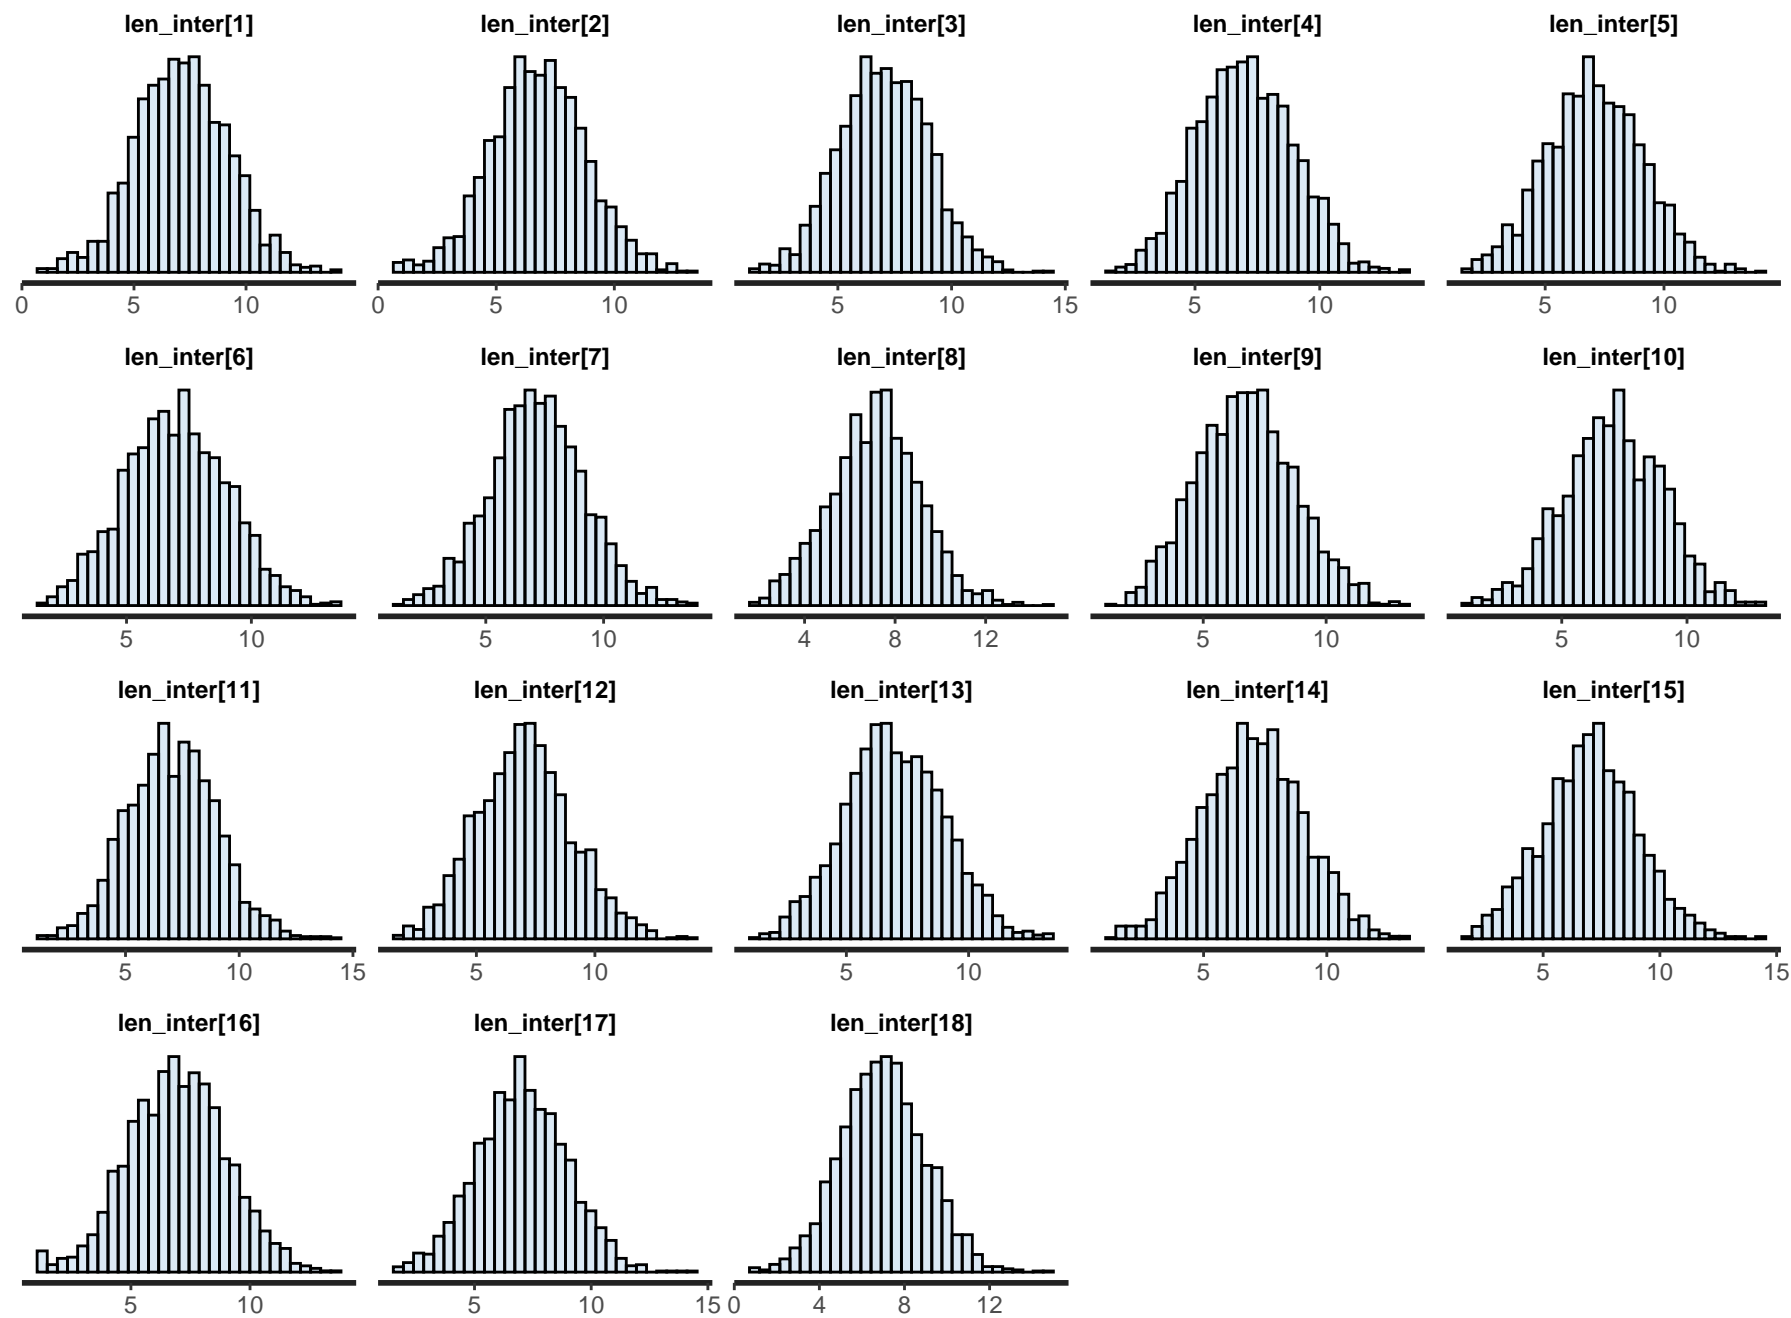 len_inter[1] len_inter[2] len_inter[3] len_inter[4] len_inter[5]
0 5 10 0 5 10 5 10 15 5 10 5 10
len_inter[6] len_inter[7] len_inter[8] len_inter[9] len_inter[10]
5 10 5 10 4 8 12 5 10 5 10
len_inter[11] len_inter[12] len_inter[13] len_inter[14] len_inter[15]
5 10 15 5 10 5 10 5 10 5 10 15
len_inter[16] len_inter[17] len_inter[18]
5 10 5 10 15 0 4 8 12